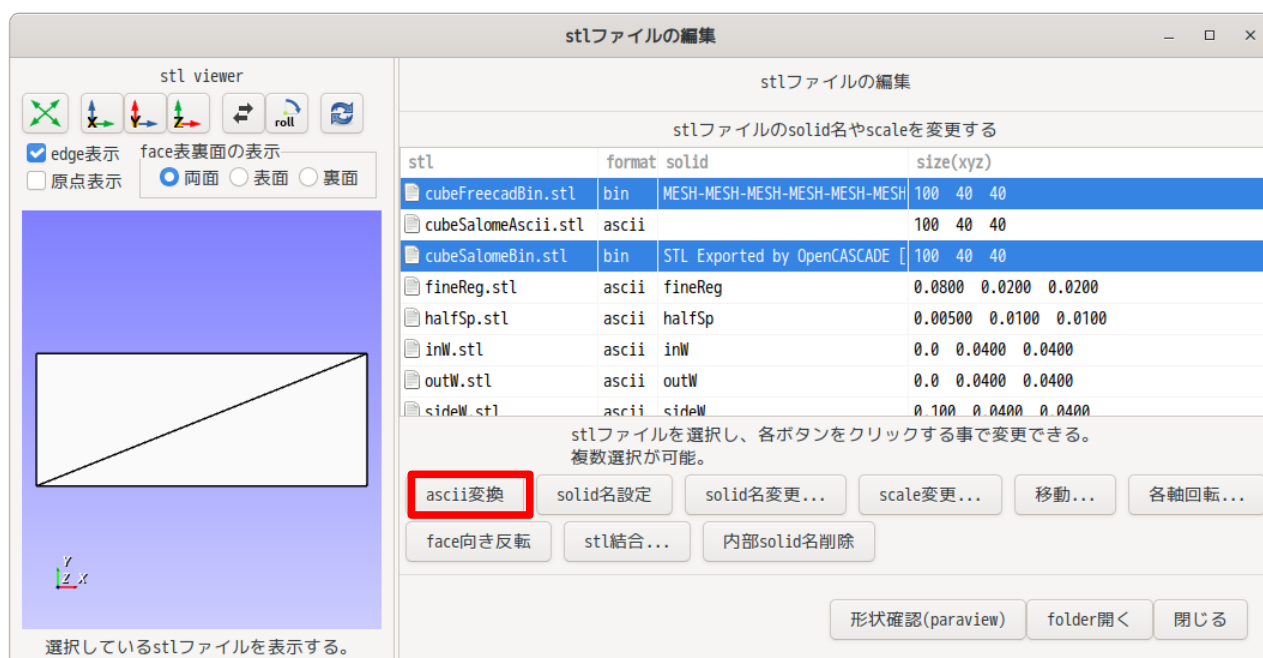 stlファイルの編集
stl viewer
X Y Z roll
edge表示
原点表示
face表裏面の表示
両面 表面 裏面
Y
Z X
選択しているstlファイルを表示する。
stlファイルの編集
stlファイルのsolid名やscaleを変更する
stl format solid size(xyz)
cubeFreecadBin.stl bin MESH-MESH-MESH-MESH-MESH-MESH 100 40 40
cubeSalomeAscii.stl ascii 100 40 40
cubeSalomeBin.stl bin STL Exported by OpenCASCADE [ 100 40 40
fineReg.stl ascii fineReg 0.0800 0.0200 0.0200
halfSp.stl ascii halfSp 0.00500 0.0100 0.0100
inW.stl ascii inW 0.0 0.0400 0.0400
outW.stl ascii outW 0.0 0.0400 0.0400
sideW.stl ascii sideW 0.100 0.0400 0.0400
stlファイルを選択し、各ボタンをクリックする事で変更できる。
複数選択が可能。
ascii変換 solid名設定 solid名変更... scale変更... 移動... 各軸回転...
face向き反転 stl結合... 内部solid名削除
形状確認(paraview) folder開く 閉じる